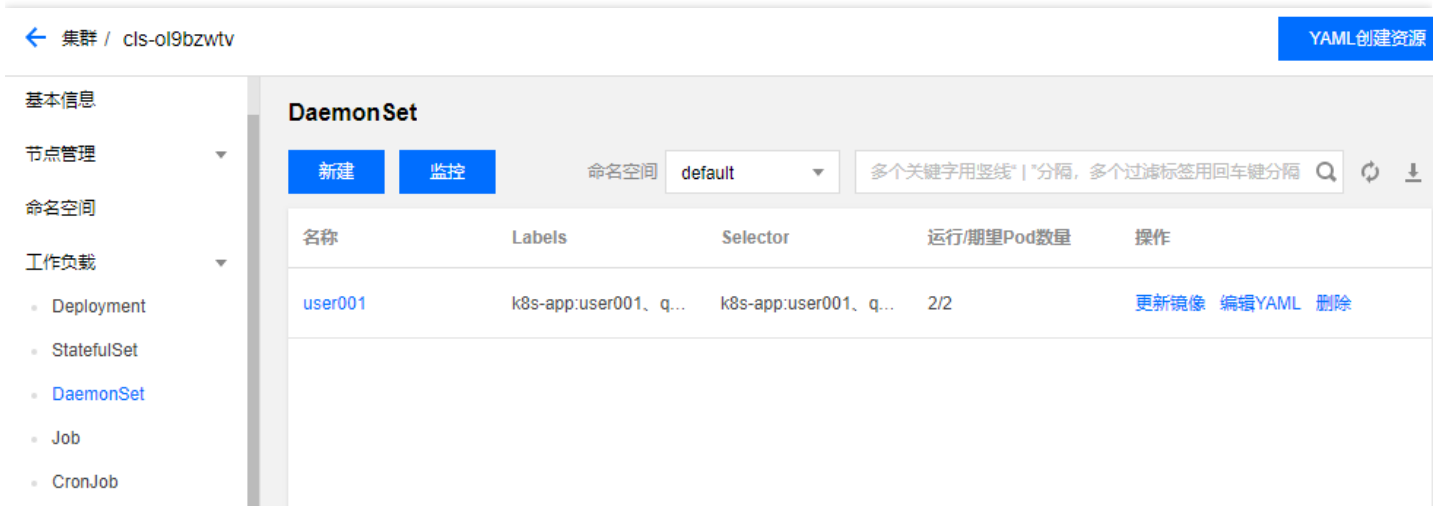 集群 / cls-ol9bzwtv
YAML创建资源
基本信息
节点管理
命名空间
工作负载
Deployment
StatefulSet
DaemonSet
Job
CronJob
DaemonSet
新建 监控 命名空间 default 多个关键字用竖线“|”分隔，多个过滤标签用回车键分隔
名称 Labels Selector 运行/期望Pod数量 操作
user001 k8s-app:user001、q... k8s-app:user001、q... 2/2 更新镜像 编辑YAML 删除